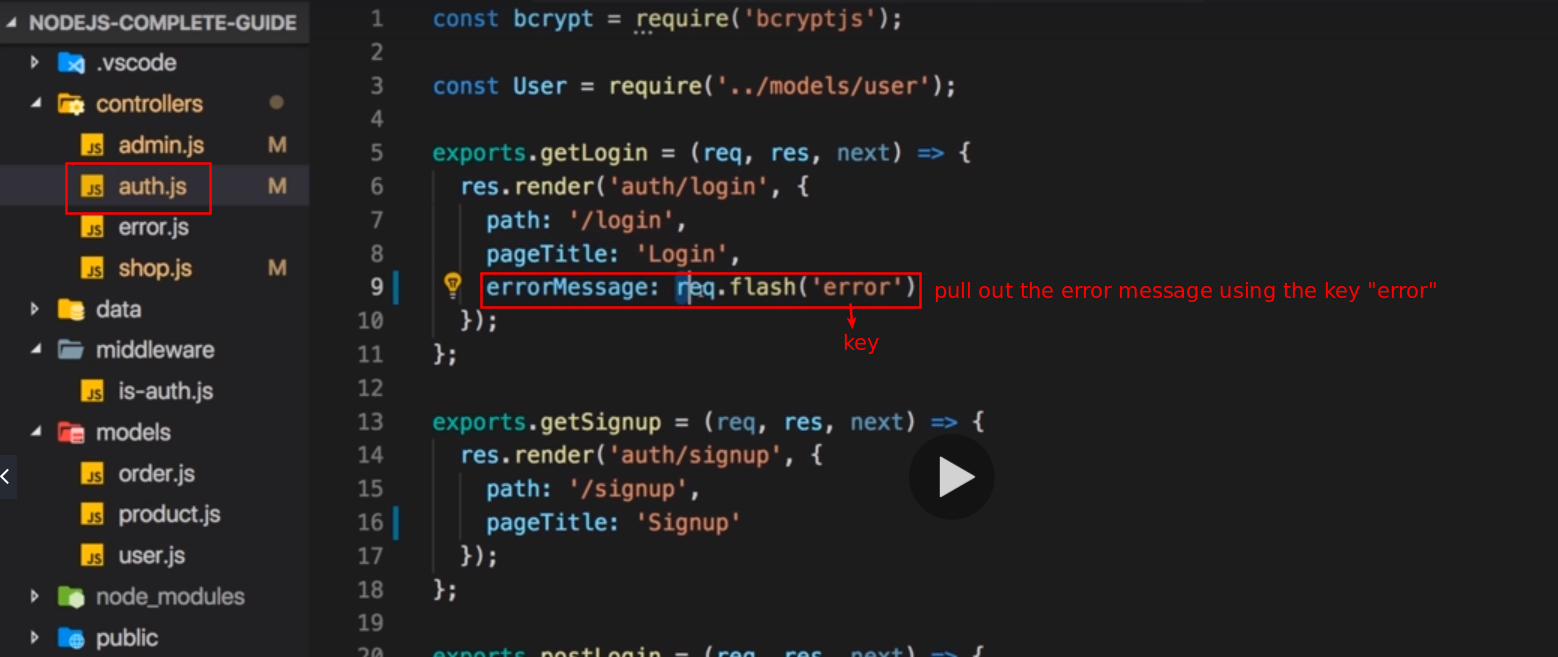 NODEJS-COMPLETE-GUIDE
.vscode
controllers
admin.js M
auth.js M
error.js
shop.js M
data
middleware
is-auth.js
models
order.js
product.js
user.js
node_modules
public
1 const bcrypt = require('bcryptjs');
2
3 const User = require('../models/user');
4
5 exports.getLogin = (req, res, next) => {
6 res.render('auth/login', {
7 path: '/login',
8 pageTitle: 'Login',
9 errorMessage: req.flash('error') pull out the error message using the key "error"
10 });
key
11 };
12
13 exports.getSignup = (req, res, next) => {
14 res.render('auth/signup', {
15 path: '/signup',
16 pageTitle: 'Signup'
17 });
18 };
19
20 exports.postLogin = (req, res, next) => {